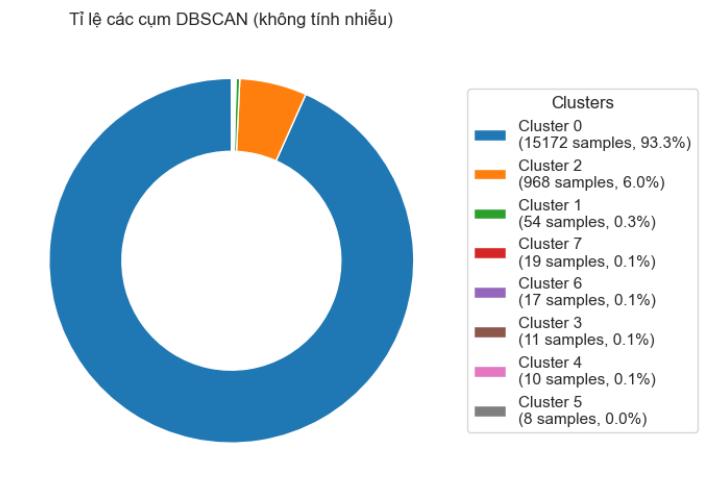 Tỉ lệ các cụm DBSCAN (không tính nhiễu)
Clusters
Cluster 0
(15172 samples, 93.3%)
Cluster 2
(968 samples, 6.0%)
Cluster 1
(54 samples, 0.3%)
Cluster 7
(19 samples, 0.1%)
Cluster 6
(17 samples, 0.1%)
Cluster 3
(11 samples, 0.1%)
Cluster 4
(10 samples, 0.1%)
Cluster 5
(8 samples, 0.0%)